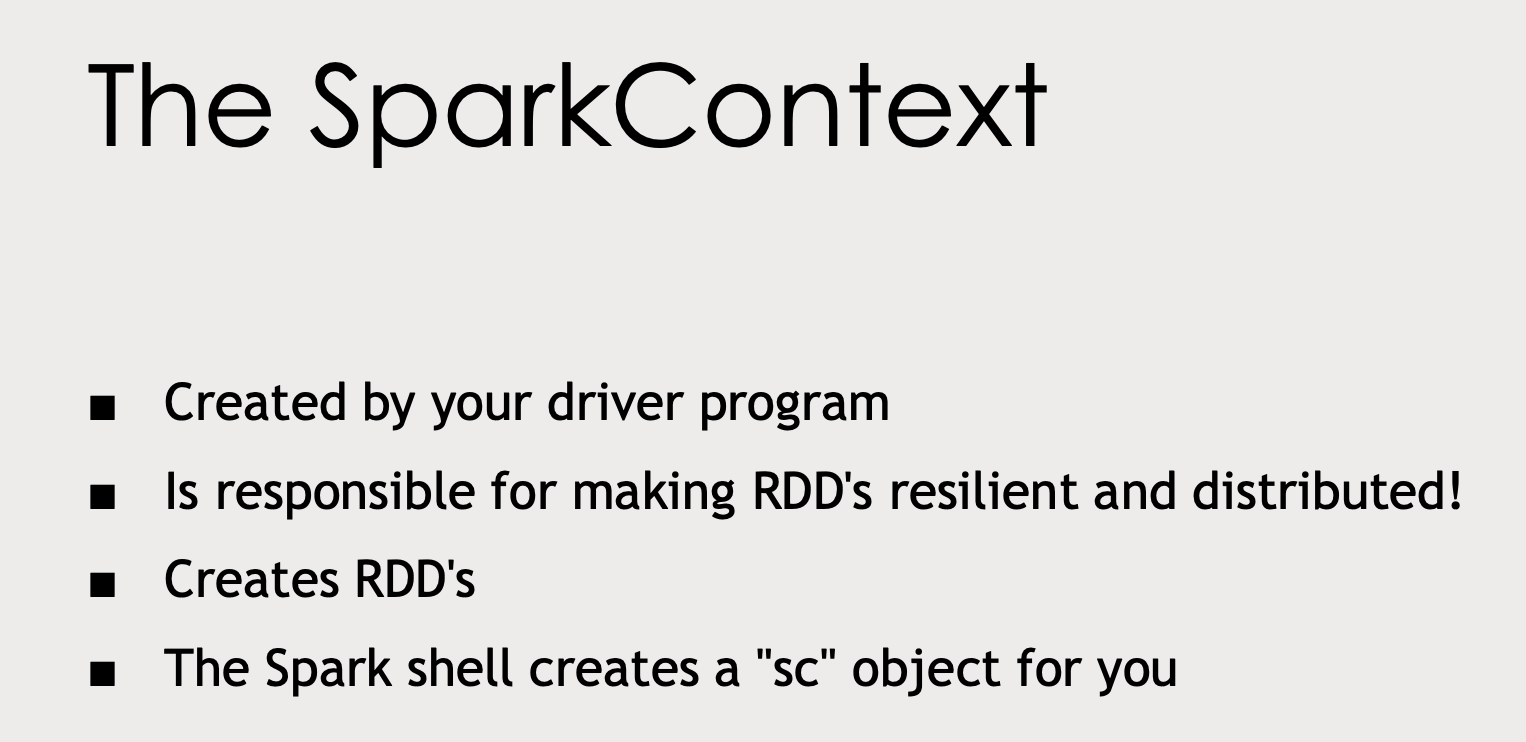 The SparkContext
■ Created by your driver program
■ Is responsible for making RDD's resilient and distributed!
■ Creates RDD's
■ The Spark shell creates a "sc" object for you